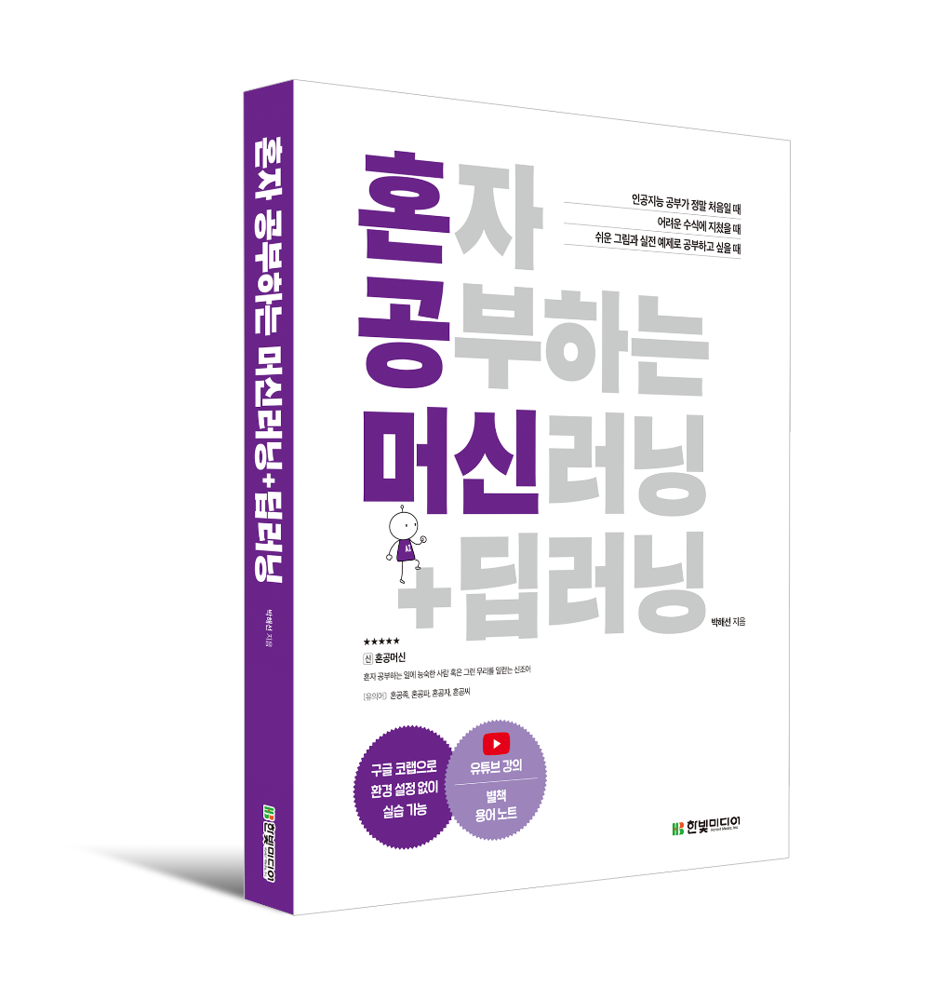 혼자 공부하는 머신러닝+딥러닝
박해선 지음
한빛미디어
인공지능 공부가 정말 처음일 때
어려운 수식에 지쳤을 때
쉬운 그림과 실전 예제로 공부하고 싶을 때
혼자
공부하는
머신러닝
+딥러닝
박해선 지음
AI
★★★★★
신 혼공머신
혼자 공부하는 일에 능숙한 사람 혹은 그런 무리를 일컫는 신조어
[유의어] 혼공족, 혼공파, 혼공자, 혼공씨
구글 코랩으로
환경 설정 없이
실습 가능
유튜브 강의
별책
용어 노트
HB 한빛미디어
Hanbit Media, Inc.